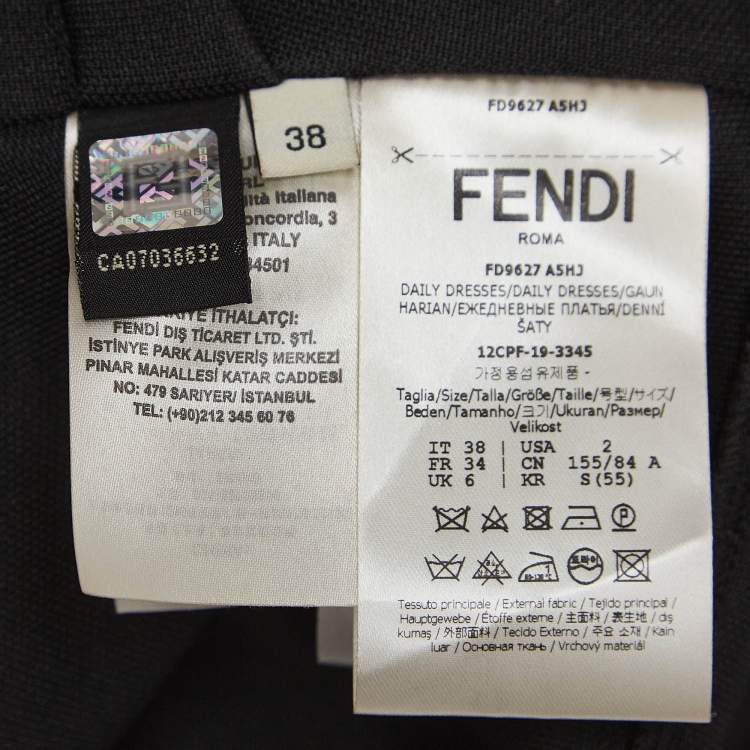 CA07036632
38
UR
RL
lità Italiana
oncordia, 3
ITALY
34501
İTHALATÇI:
FENDI DIŞ TİCARET LTD. ŞTİ.
İSTİNYE PARK ALIŞVERİŞ MERKEZİ
PINAR MAHALLESİ KATAR CADDESİ
NO: 479 SARIYER/ İSTANBUL
TEL: (+90)212 345 60 76
FD9627 A5HJ
FENDI
ROMA
FD9627 A5HJ
DAILY DRESSES/DAILY DRESSES/GAUN
HARIAN/ЕЖЕДНЕВНЫЕ ПЛАТЬЯ/DENNÍ
ŠATY
12CPF-19-3345
가정용섬유제품 -
Taglia/Size/Talla/Größe/Taille/号型/サイズ/
Beden/Tamanho/크기/Ukuran/Размер/
Velikost
IT 38 | USA 2
FR 34 | CN 155/84 A
UK 6 | KR S(55)
Tessuto principale / External fabric / Tejido principal /
Hauptgewebe / Étoffe externe / 主面料 / 表生地 / dış
kumaş / 外部面料 / Tecido Externo / 주요 소재 / Kain
luar / Основная ткань / Vrchový materiál